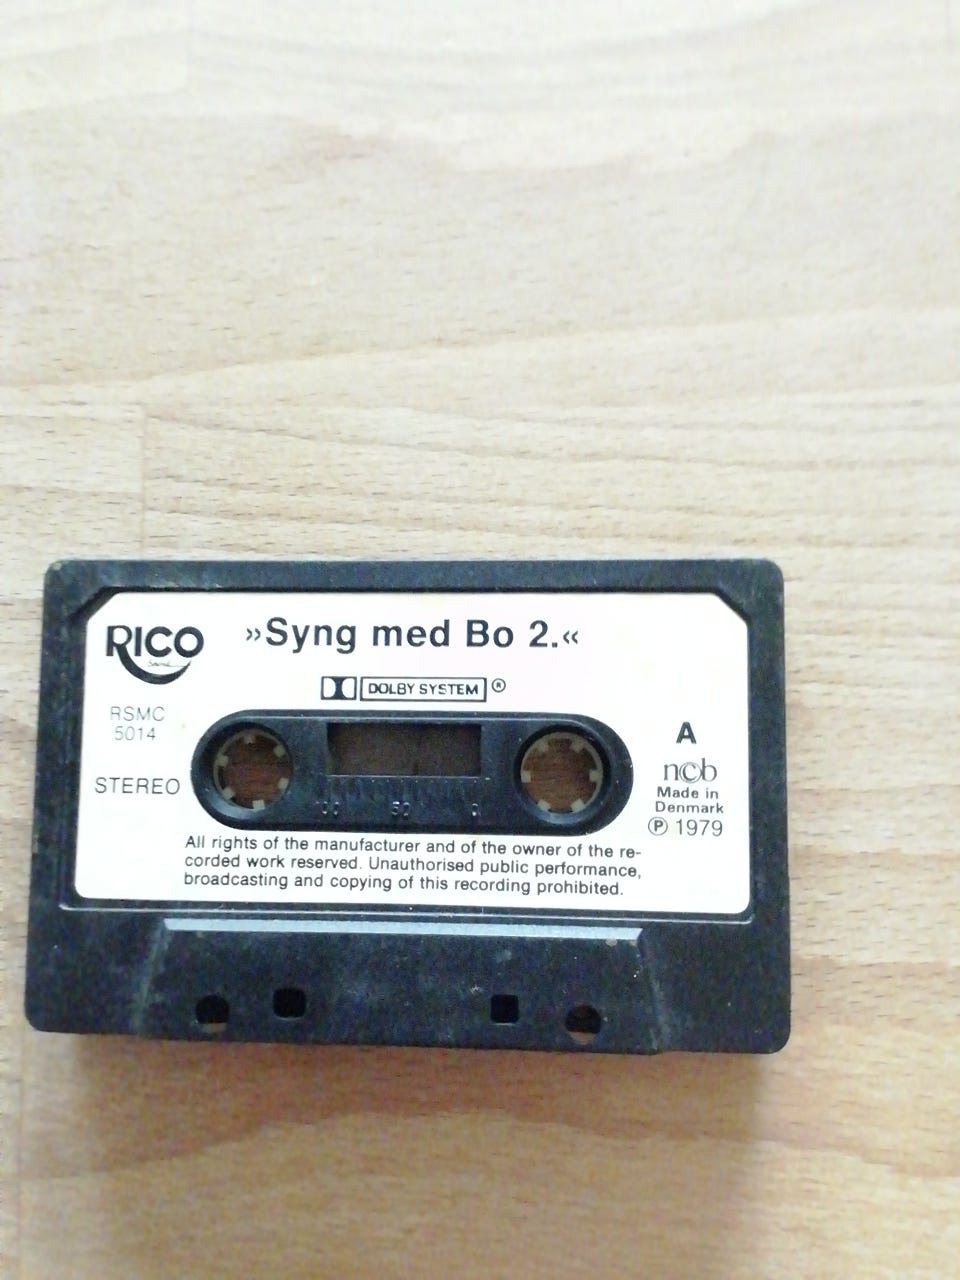 RICO
Sound
»Syng med Bo 2.«
DOLBY SYSTEM ®
RSMC
5014
STEREO
A
ncb
Made in
Denmark
Ⓟ 1979
100 50 0
All rights of the manufacturer and of the owner of the re-
corded work reserved. Unauthorised public performance,
broadcasting and copying of this recording prohibited.